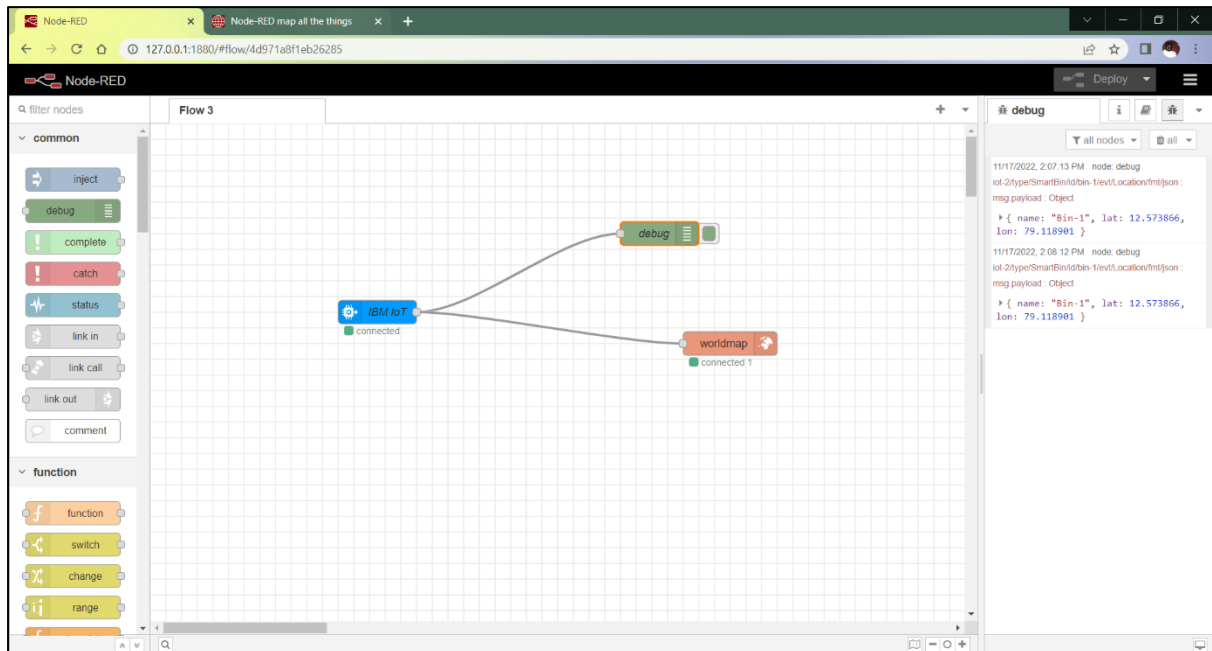 Node-RED
Node-RED map all the things
127.0.0.1:1880/#flow/4d971a8f1eb26285
Node-RED
Deploy
filter nodes
Flow 3
debug
i
common
all nodes
all
inject
debug
complete
catch
status
link in
link call
link out
comment
function
function
switch
change
range
debug
IBM IoT
connected
worldmap
connected 1
11/17/2022, 2:07:13 PM node: debug
iot-2/type/SmartBin/id/bin-1/evt/Location/fmt/json :
msg.payload : Object
{ name: "Bin-1", lat: 12.573866,
lon: 79.118901 }
11/17/2022, 2:08:12 PM node: debug
iot-2/type/SmartBin/id/bin-1/evt/Location/fmt/json :
msg.payload : Object
{ name: "Bin-1", lat: 12.573866,
lon: 79.118901 }